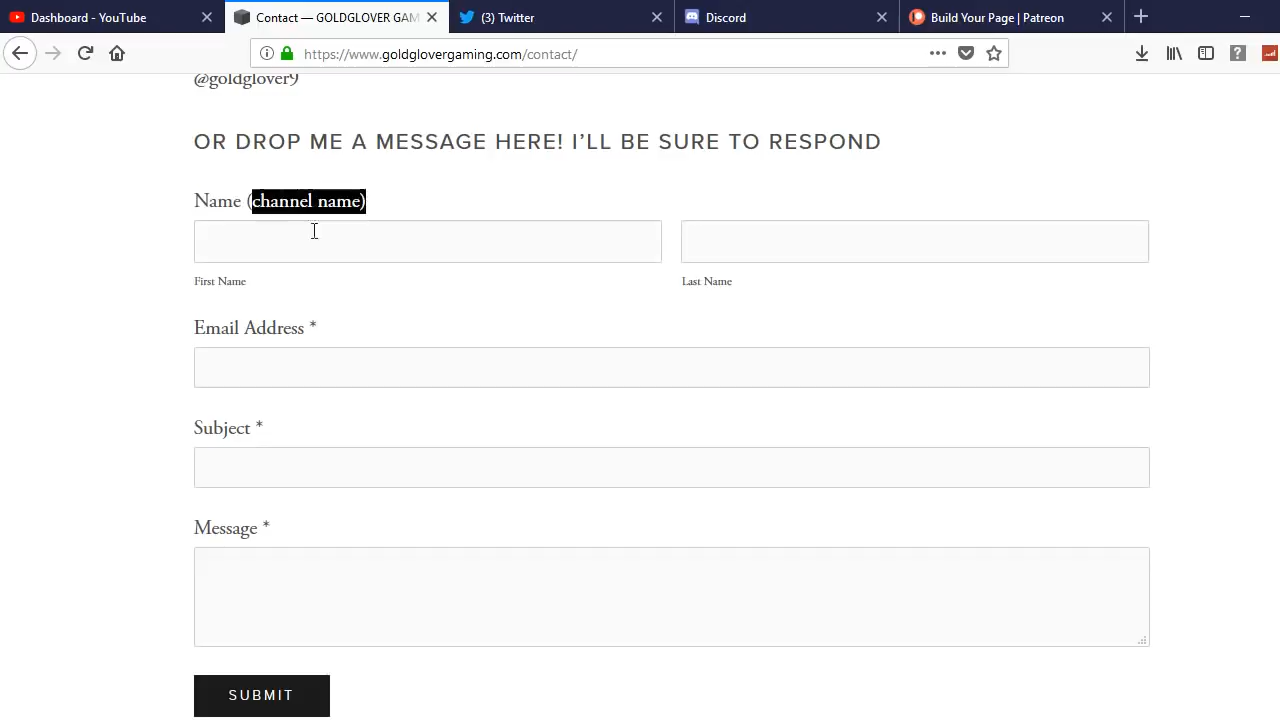 Dashboard - YouTube
Contact — GOLDGLOVER GAM
(3) Twitter
Discord
Build Your Page | Patreon
https://www.goldglovergaming.com/contact/
@goldglover9
OR DROP ME A MESSAGE HERE! I'LL BE SURE TO RESPOND
Name (channel name)
First Name
Last Name
Email Address *
Subject *
Message *
SUBMIT